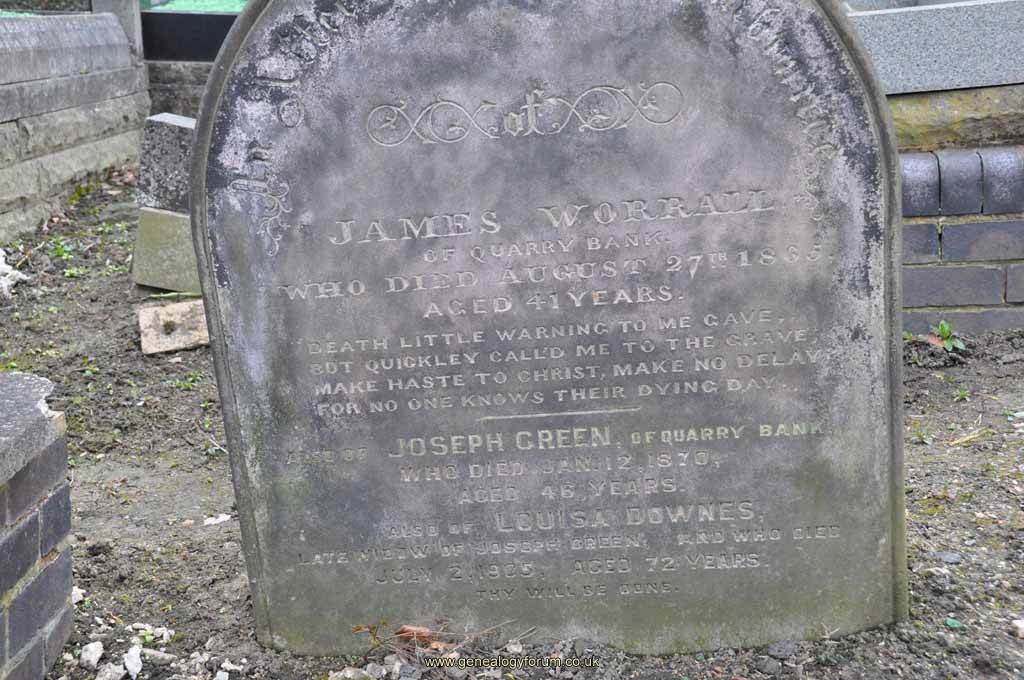 In
of
JAMES WORRALL
OF QUARRY BANK.
WHO DIED AUGUST 27TH 1865.
AGED 41 YEARS.
DEATH LITTLE WARNING TO ME GAVE,
BUT QUICKLEY CALL'D ME TO THE GRAVE,
MAKE HASTE TO CHRIST, MAKE NO DELAY
FOR NO ONE KNOWS THEIR DYING DAY.
ALSO OF JOSEPH GREEN, OF QUARRY BANK
WHO DIED JAN. 12, 1870,
AGED 46 YEARS.
ALSO OF LOUISA DOWNES,
LATE WIDOW OF JOSEPH GREEN, AND WHO DIED
JULY 2, 1905, AGED 72 YEARS.
THY WILL BE DONE.
www.genealogyforum.co.uk